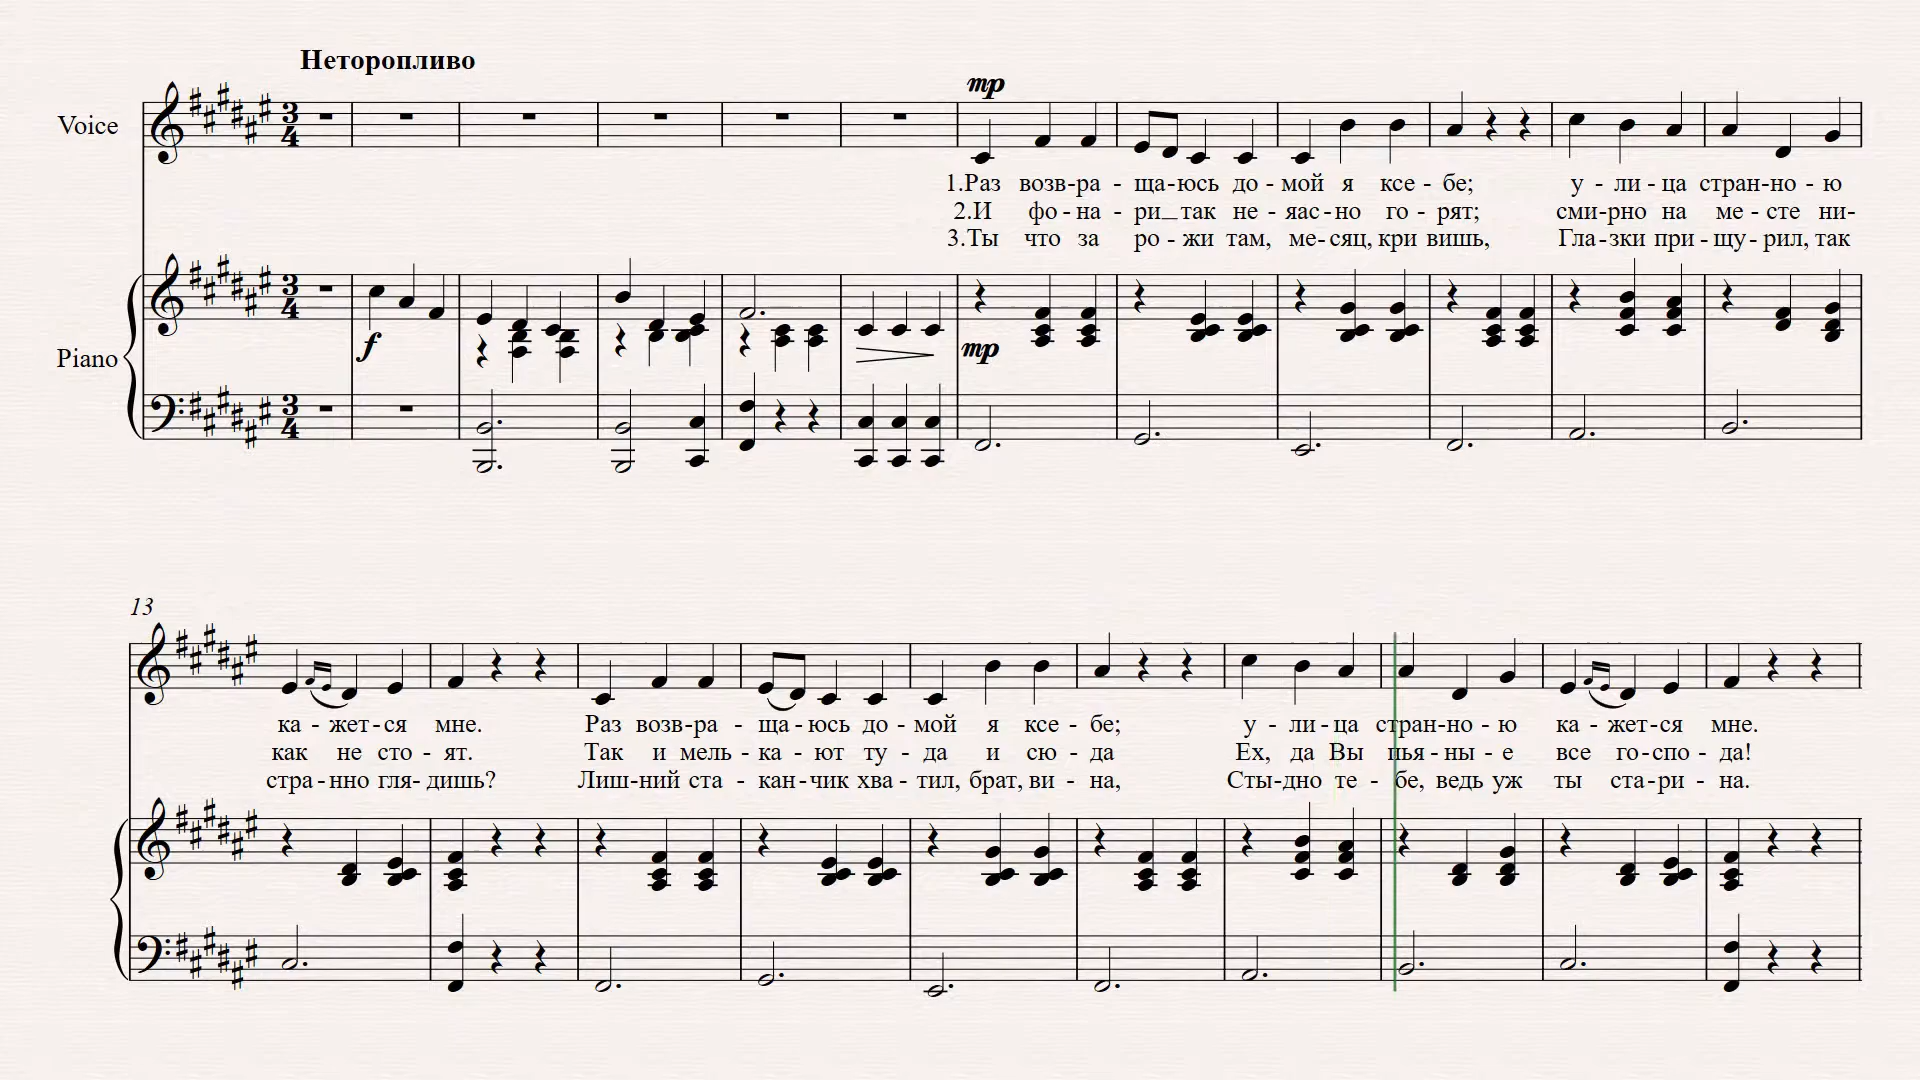 Неторопливо
mp
Voice
3
4
1.Раз возв-ра - ща-юсь до - мой я ксе - бе; у - ли - ца стран-но - ю
2.И фо - на - ри_так не - яас-но го - рят; сми-рно на ме - сте ни-
3.Ты что за ро - жи там, ме-сяц, кри вишь, Гла-зки при - щу - рил, так
3
4
f
mp
Piano
3
4
13
ка - жет-ся мне. Раз возв-ра - ща - юсь до - мой я ксе - бе; у - ли - ца стран-но - ю ка - жет-ся мне.
как не сто - ят. Так и мель - ка - ют ту - да и сю - да Ех, да Вы пья - ны - е все го-спо - да!
стра-нно гля- дишь? Лиш-ний ста - кан-чик хва - тил, брат, ви - на, Сты-дно те - бе, ведь уж ты ста-ри - на.